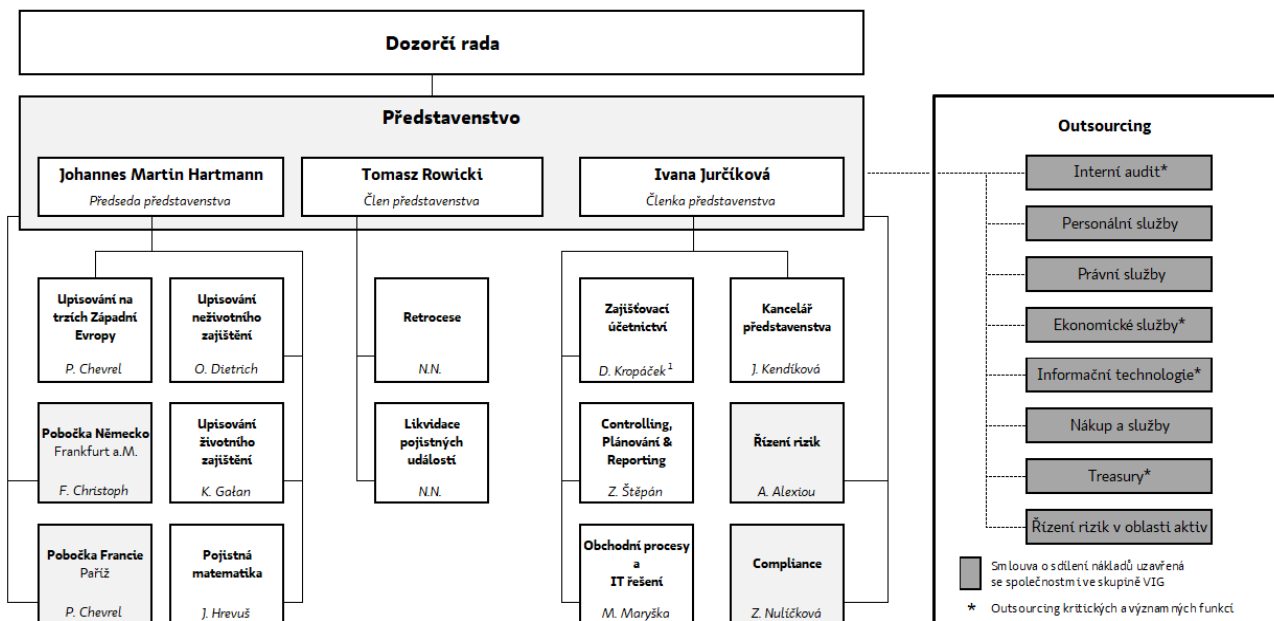 Dozorčí rada
Představenstvo
Johannes Martin Hartmann
Předseda představenstva
Tomasz Rowicki
Člen představenstva
Ivana Jurčíková
Členka představenstva
Upisování na
trzích Západní
Evropy
P. Chevrel
Upisování
neživotního
zajištění
O. Dietrich
Retrocese
N.N.
Zajišťovací
účetnictví
D. Kropáček¹
Kancelář
představenstva
J. Kendíková
Pobočka Německo
Frankfurt a.M.
F. Christoph
Upisování
životního
zajištění
K. Gałan
Likvidace
pojistných
událostí
N.N.
Controlling,
Plánování &
Reporting
Z. Štěpán
Řízení rizik
A. Alexiou
Pobočka Francie
Paříž
P. Chevrel
Pojistná
matematika
J. Hrevuš
Obchodní procesy
a
IT řešení
M. Maryška
Compliance
Z. Nulíčková
Outsourcing
Interní audit*
Personální služby
Právní služby
Ekonomické služby*
Informační technologie*
Nákup a služby
Treasury*
Řízení rizik v oblasti aktiv
Smlouva o sdílení nákladů uzavřená
se společnostmi ve skupině VIG
* Outsourcing kritických a významných funkcí